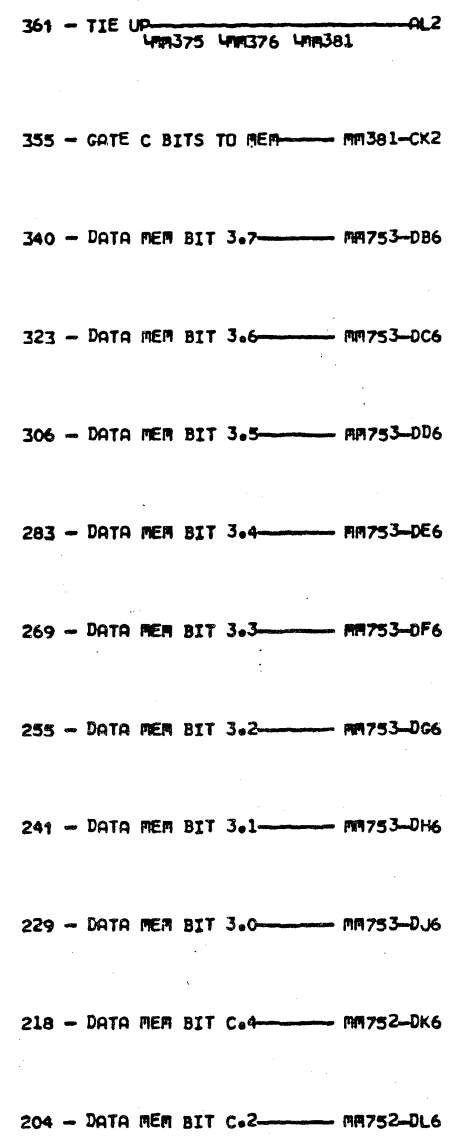 361 - TIE UP AL2
MM375 MM376 MM381
355 - GATE C BITS TO MEM MM381-CK2
340 - DATA MEM BIT 3.7 MM753-DB6
323 - DATA MEM BIT 3.6 MM753-DC6
306 - DATA MEM BIT 3.5 MM753-DD6
283 - DATA MEM BIT 3.4 MM753-DE6
269 - DATA MEM BIT 3.3 MM753-DF6
255 - DATA MEM BIT 3.2 MM753-DG6
241 - DATA MEM BIT 3.1 MM753-DH6
229 - DATA MEM BIT 3.0 MM753-DJ6
218 - DATA MEM BIT C.4 MM752-DK6
204 - DATA MEM BIT C.2 MM752-DL6